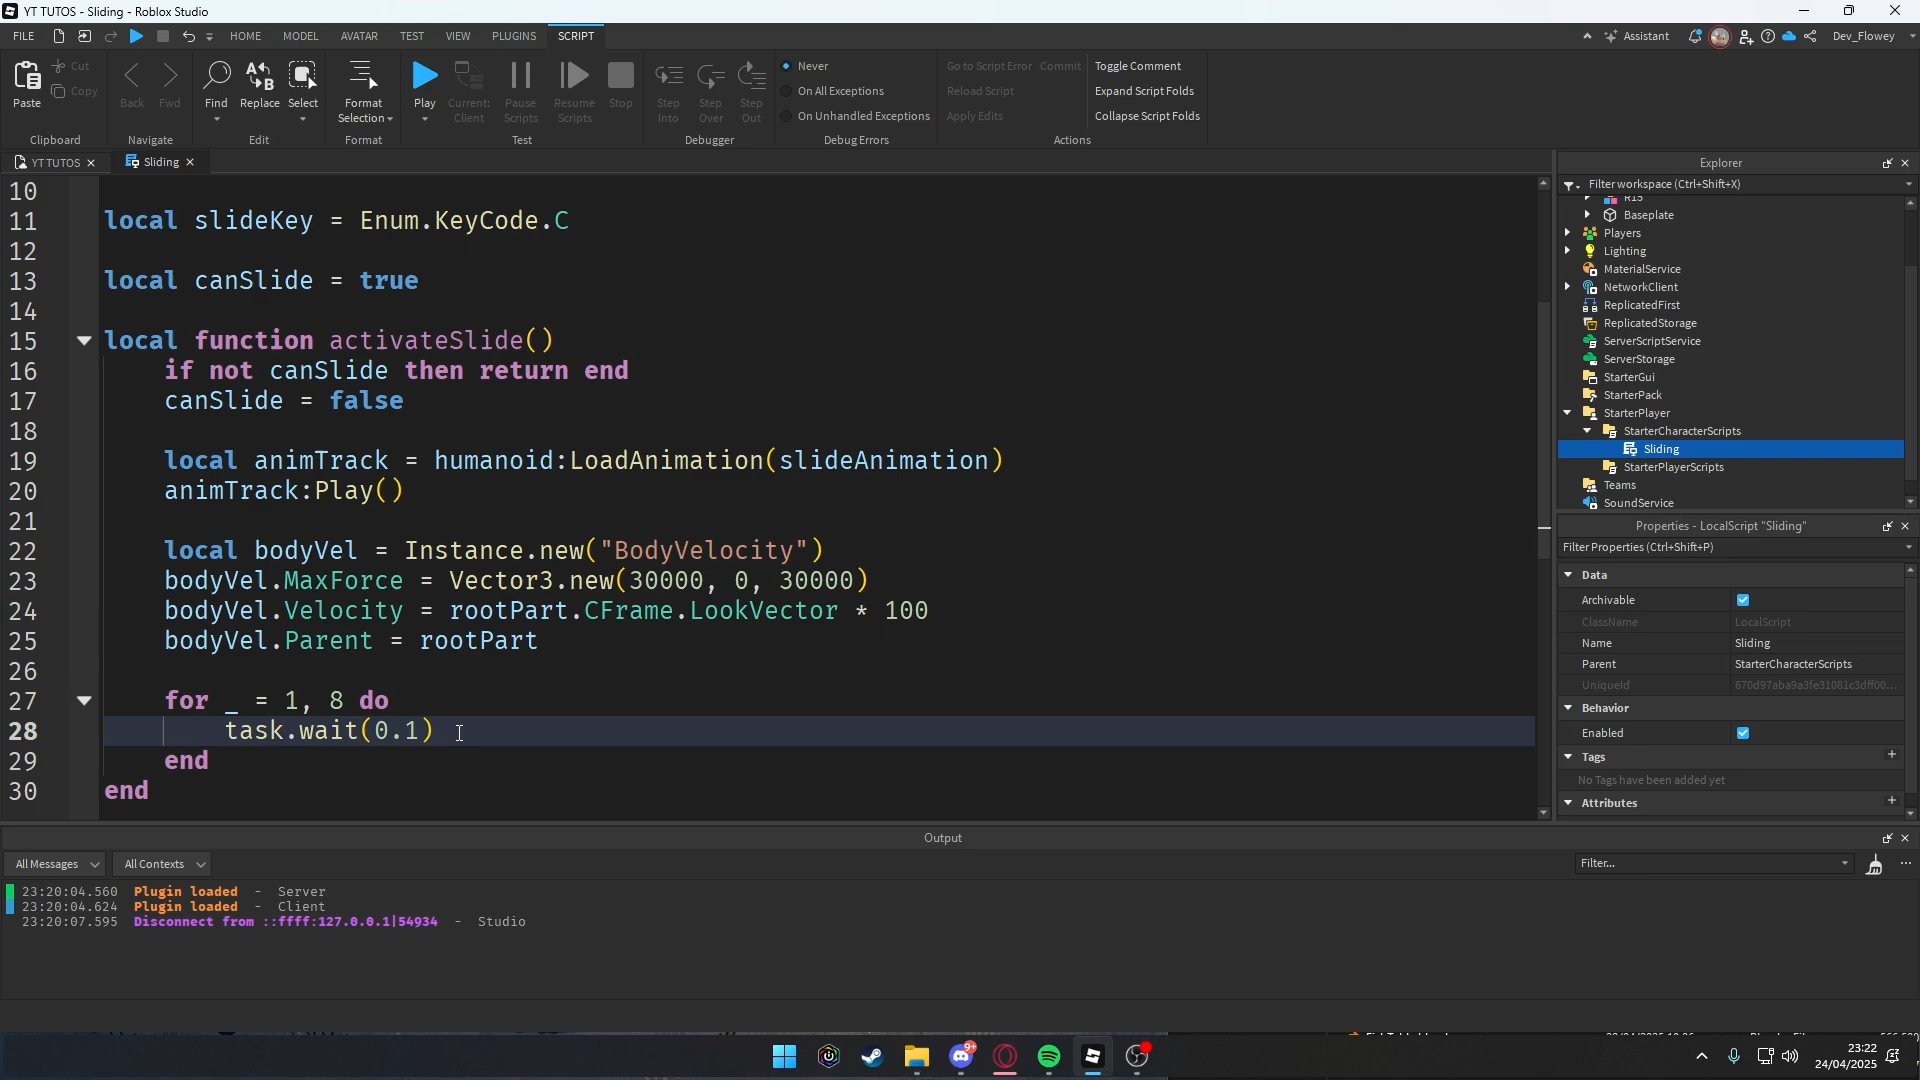 YT TUTOS - Sliding - Roblox Studio
FILE HOME MODEL AVATAR TEST VIEW PLUGINS SCRIPT Assistant Dev_Flowey
Paste Cut Copy Back Fwd Find Replace Select Format Selection Play Current: Client Pause Scripts Resume Scripts Stop Step Into Step Over Step Out
Never Go to Script Error Commit Toggle Comment
On All Exceptions Reload Script Expand Script Folds
On Unhandled Exceptions Apply Edits Collapse Script Folds
Clipboard Navigate Edit Format Test Debugger Debug Errors Actions
YT TUTOS Sliding
10
11 local slideKey = Enum.KeyCode.C
12
13 local canSlide = true
14
15 local function activateSlide()
16 if not canSlide then return end
17 canSlide = false
18
19 local animTrack = humanoid:LoadAnimation(slideAnimation)
20 animTrack:Play()
21
22 local bodyVel = Instance.new("BodyVelocity")
23 bodyVel.MaxForce = Vector3.new(30000, 0, 30000)
24 bodyVel.Velocity = rootPart.CFrame.LookVector * 100
25 bodyVel.Parent = rootPart
26
27 for _ = 1, 8 do
28 task.wait(0.1)
29 end
30 end
Explorer
Filter workspace (Ctrl+Shift+X)
R15
Baseplate
Players
Lighting
MaterialService
NetworkClient
ReplicatedFirst
ReplicatedStorage
ServerScriptService
ServerStorage
StarterGui
StarterPack
StarterPlayer
StarterCharacterScripts
Sliding
StarterPlayerScripts
Teams
SoundService
Properties - LocalScript "Sliding"
Filter Properties (Ctrl+Shift+P)
Data
Archivable
ClassName LocalScript
Name Sliding
Parent StarterCharacterScripts
UniqueId 670d97aba9a3fe31081c3dff00...
Behavior
Enabled
Tags +
No Tags have been added yet
Attributes +
Output
All Messages All Contexts Filter... ...
23:20:04.560 Plugin loaded - Server
23:20:04.624 Plugin loaded - Client
23:20:07.595 Disconnect from ::ffff:127.0.0.1|54934 - Studio
9+
23:22
24/04/2025